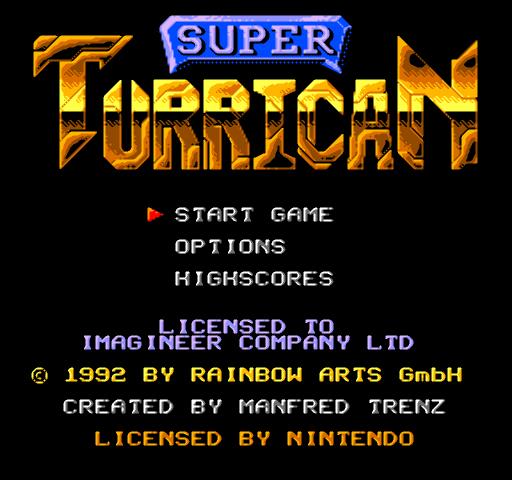 SUPER
TURRICAN
START GAME
OPTIONS
HIGHSCORES
LICENSED TO
IMAGINEER COMPANY LTD
© 1992 BY RAINBOW ARTS GmbH
CREATED BY MANFRED TRENZ
LICENSED BY NINTENDO